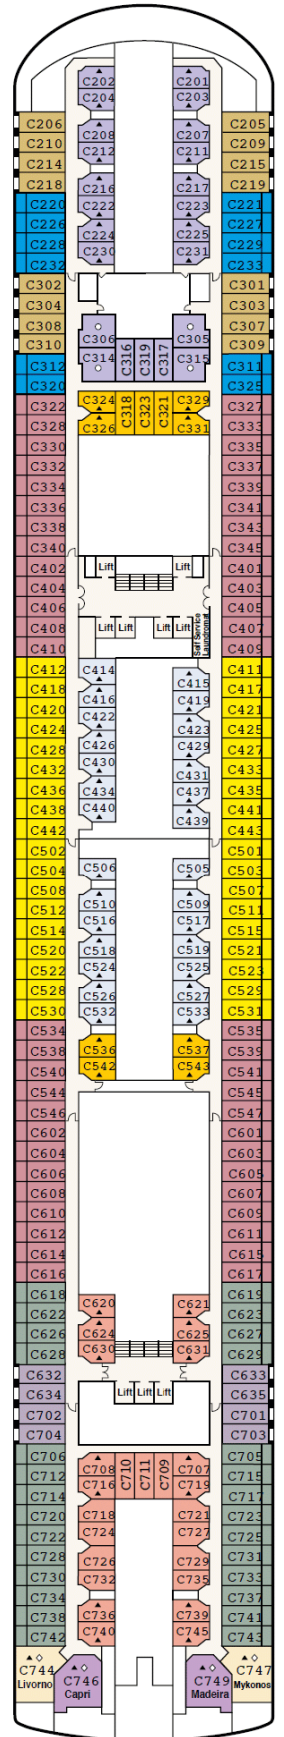 C202 C201
C204 C203
C206 C205
C208 C207
C210 C209
C212 C211
C214 C215
C216 C217
C218 C219
C220 C221
C222 C223
C226 C227
C224 C225
C228 C229
C230 C231
C232 C233
C302 C301
C304 C303
C308 C307
C306 C305
C310 C309
C314 C316 C319 C317 C315
C312 C311
C320 C325
C324 C318 C323 C321 C329
C322 C327
C326 C331
C328 C333
C330 C335
C332 C337
C334 C339
C336 C341
C338 C343
C340 C345
C402 Lift Lift C401
C404 C403
C406 C405
C408 Lift Lift Lift Lift Self Service Laundromat C407
C410 C409
C412 C414 C411
C418 C415 C417
C416 C419
C420 C421
C422 C423
C424 C425
C428 C426 C429 C427
C432 C430 C431 C433
C436 C434 C437 C435
C438 C440 C439 C441
C442 C443
C502 C501
C504 C506 C505 C503
C508 C507
C512 C510 C509 C511
C514 C516 C517 C515
C520 C518 C519 C521
C522 C524 C525 C523
C528 C526 C527 C529
C530 C532 C533 C531
C534 C535
C538 C536 C537 C539
C540 C542 C543 C541
C544 C545
C546 C547
C602 C601
C604 C603
C606 C605
C608 C607
C610 C609
C612 C611
C614 C615
C616 C617
C618 C620 C621 C619
C622 C623
C626 C624 C625 C627
C628 C630 C631 C629
C632 C633
C634 Lift Lift Lift C635
C702 C701
C704 C703
C706 C705
C712 C708 C710 C711 C709 C707 C715
C716 C719
C714 C717
C720 C718 C721 C723
C722 C724 C727 C725
C728 C726 C729 C731
C730 C732 C735 C733
C734 C737
C738 C736 C739 C741
C742 C740 C745 C743
C744 C746 C749 C747
Livorno Capri Madeira Mykonos